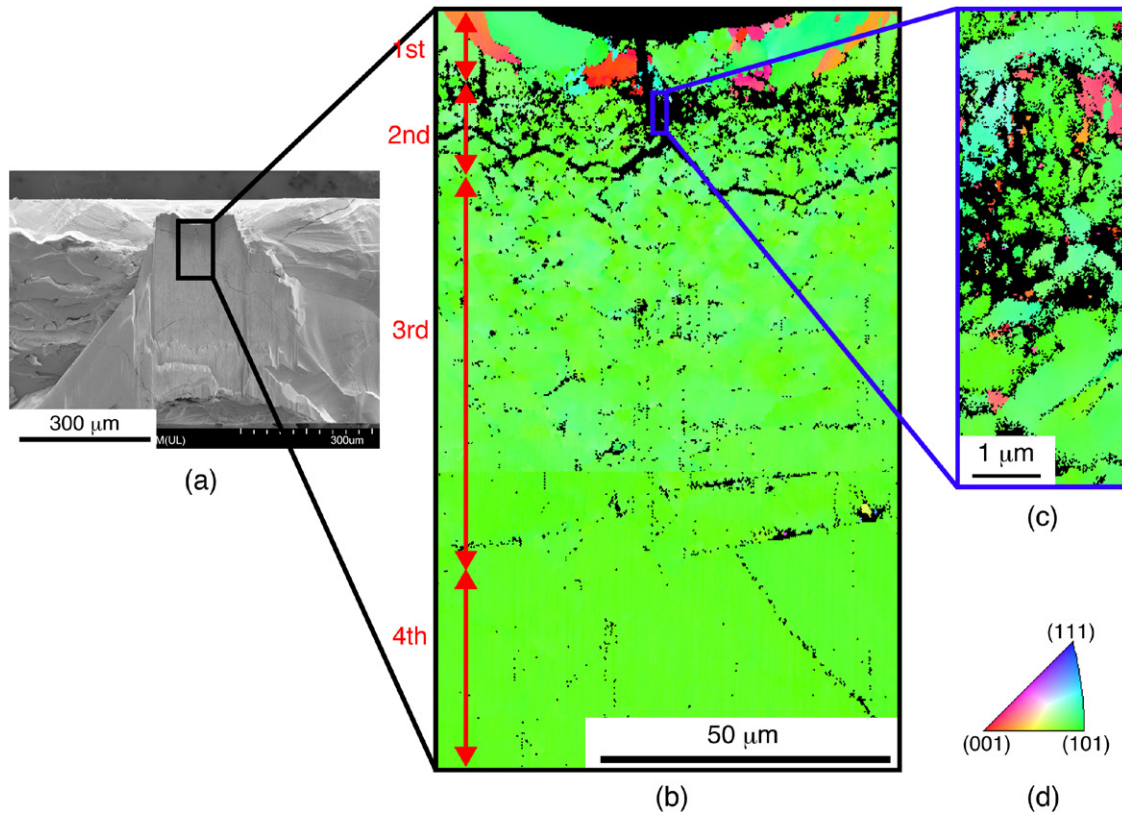 1st
2nd
3rd
4th
300 μm
M(UL)
300um
(a)
50 μm
(b)
1 μm
(c)
(111)
(001)
(101)
(d)